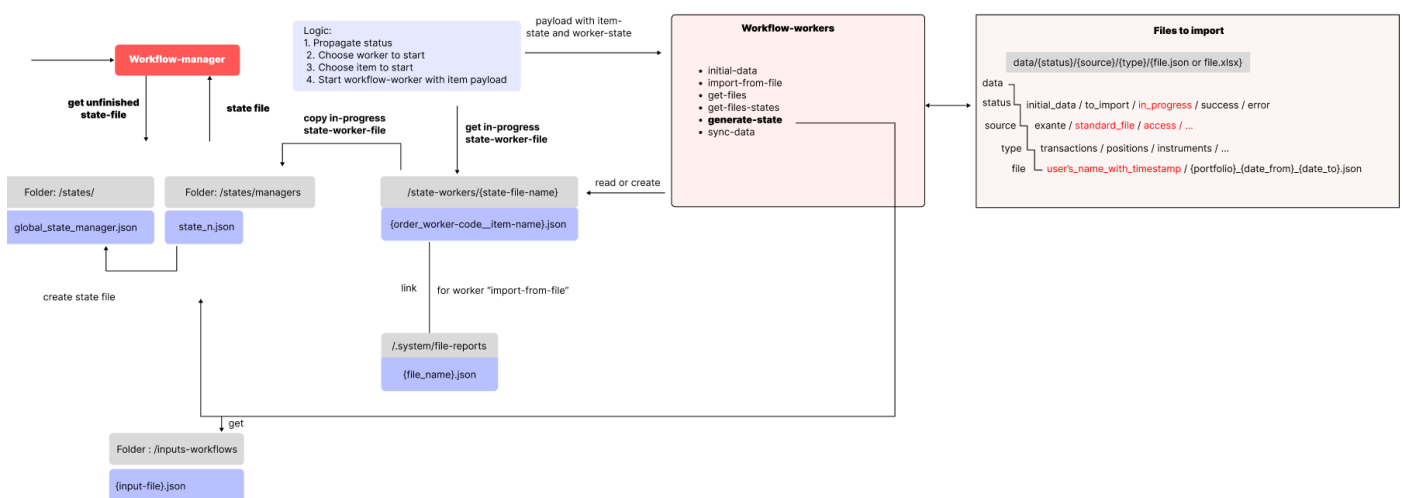 Workflow-manager
get unfinished
state-file
state file
Logic:
1. Propagate status
2. Choose worker to start
3. Choose item to start
4. Start workflow-worker with item payload
payload with item-
state and worker-state
copy in-progress
state-worker-file
get in-progress
state-worker-file
Workflow-workers
• initial-data
• import-from-file
• get-files
• get-files-states
• generate-state
• sync-data
read or create
Files to import
data/{status}/{source}/{type}/{file.json or file.xlsx}
data
status
initial_data / to_import / in_progress / success / error
source
exante / standard_file / access / ...
type
transactions / positions / instruments / ...
file
user's_name_with_timestamp / {portfolio}_{date_from}_{date_to}.json
Folder: /states/
global_state_manager.json
Folder: /states/managers
state_n.json
create state file
/state-workers/{state-file-name}
{order_worker-code__item-name}.json
link
for worker "import-from-file"
/.system/file-reports
{file_name}.json
get
Folder : /inputs-workflows
{input-file}.json